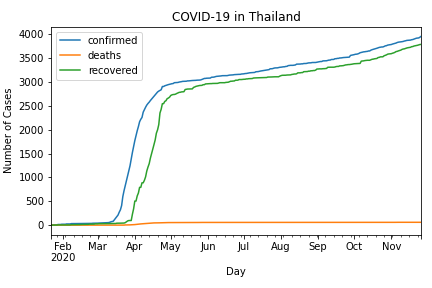 COVID-19 in Thailand
confirmed
deaths
recovered
Number of Cases
4000
3500
3000
2500
2000
1500
1000
500
0
Feb Mar Apr May Jun Jul Aug Sep Oct Nov
2020
Day